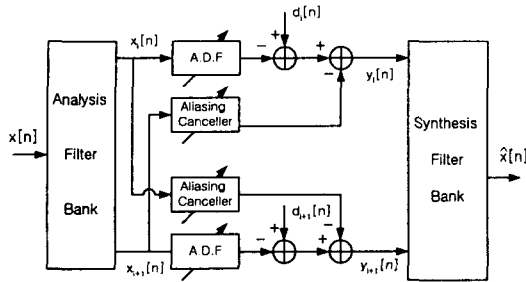 d_i[n]
x_i[n]
+
−
+
A.D.F
−
y_i[n]
Analysis
Filter
Bank
Aliasing
Canceller
x[n]
Synthesis
Filter
Bank
x̂[n]
Aliasing
Canceller
d_{i+1}[n}
+
−
A.D.F
−
+
x_{i+1}[n]
y_{i+1}[n}